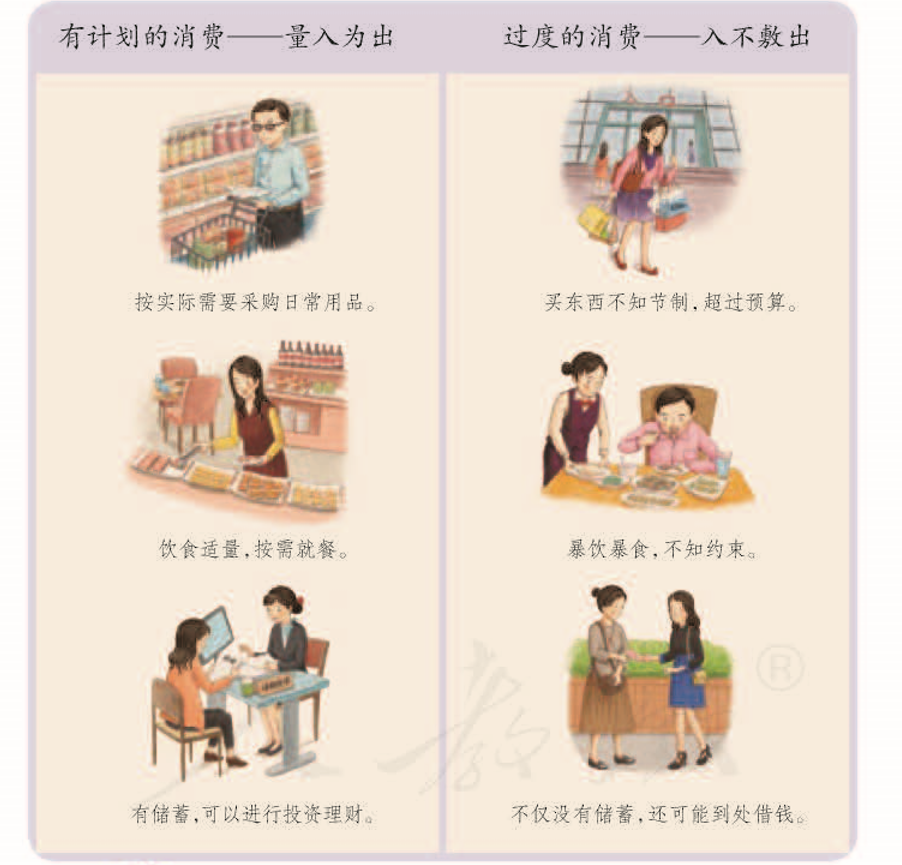 有计划的消费——量入为出
过度的消费——入不敷出
按实际需要采购日常用品。
买东西不知节制,超过预算。
饮食适量,按需就餐。
暴饮暴食,不知约束。
有储蓄,可以进行投资理财。
不仅没有储蓄,还可能到处借钱。
®